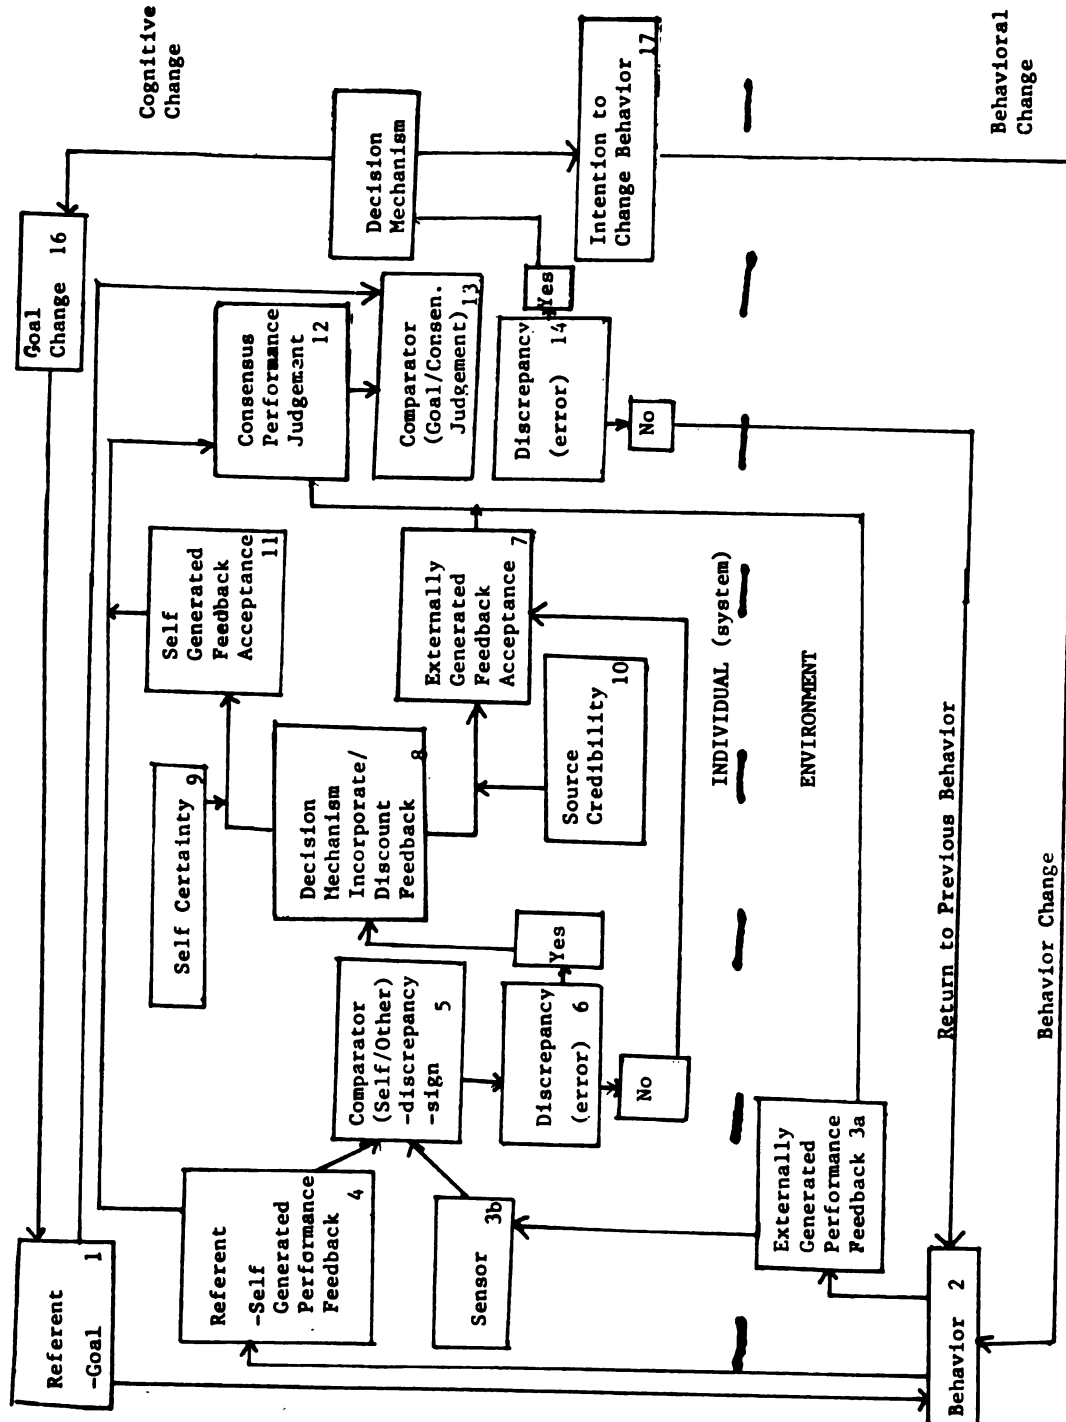 Referent
-Goal 1
Goal
Change 16
Cognitive
Change
Self Certainty 9
Self
Generated
Feedback
Acceptance
11
Referent
-Self
Generated
Performance
Feedback
4
Consensus
Performance
Judgement
12
Decision
Mechanism
Decision
Mechanism
Incorporate/
Discount
Feedback
8
Comparator
(Self/Other)
-discrepancy
-sign 5
Comparator
(Goal/Consen.
Judgement)
13
Sensor
3b
Externally
Generated
Feedback
Acceptance 7
Discrepancy
(error) 6
Yes
No
Discrepancy
(error) 14
Yes
No
Source
Credibility
10
Intention to
Change Behavior
17
INDIVIDUAL (system)
ENVIRONMENT
Externally
Generated
Performance
Feedback 3a
Return to Previous Behavior
Behavior 2
Behavior Change
Behavioral
Change